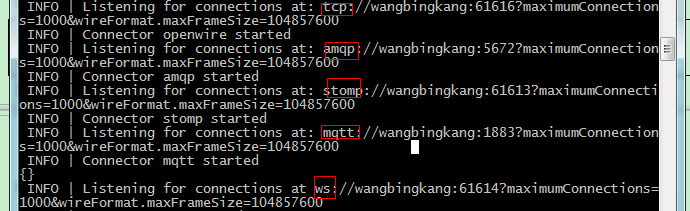 INFO | Listening for connections at: tcp://wangbingkang:61616?maximumConnection
s=1000&wireFormat.maxFrameSize=104857600
INFO | Connector openwire started
INFO | Listening for connections at: amqp://wangbingkang:5672?maximumConnection
s=1000&wireFormat.maxFrameSize=104857600
INFO | Connector amqp started
INFO | Listening for connections at: stomp://wangbingkang:61613?maximumConnecti
ons=1000&wireFormat.maxFrameSize=104857600
INFO | Connector stomp started
INFO | Listening for connections at: mqtt://wangbingkang:1883?maximumConnection
s=1000&wireFormat.maxFrameSize=104857600
INFO | Connector mqtt started
{}
INFO | Listening for connections at ws://wangbingkang:61614?maximumConnections=
1000&wireFormat.maxFrameSize=104857600